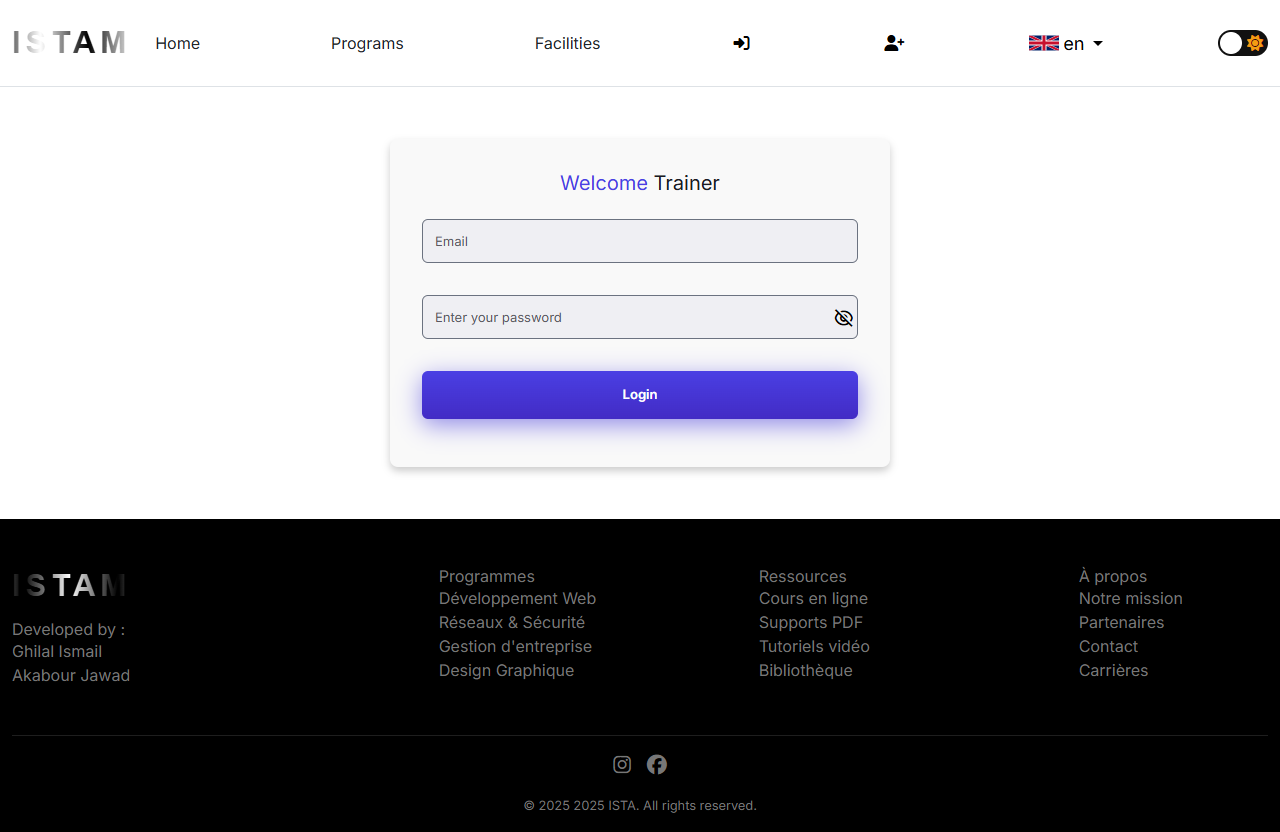 ISTAM
Home
Programs
Facilities
en
Welcome Trainer
Email
Enter your password
Login
ISTAM
Developed by :
Ghilal Ismail
Akabour Jawad
Programmes
Développement Web
Réseaux & Sécurité
Gestion d'entreprise
Design Graphique
Ressources
Cours en ligne
Supports PDF
Tutoriels vidéo
Bibliothèque
À propos
Notre mission
Partenaires
Contact
Carrières
© 2025 2025 ISTA. All rights reserved.